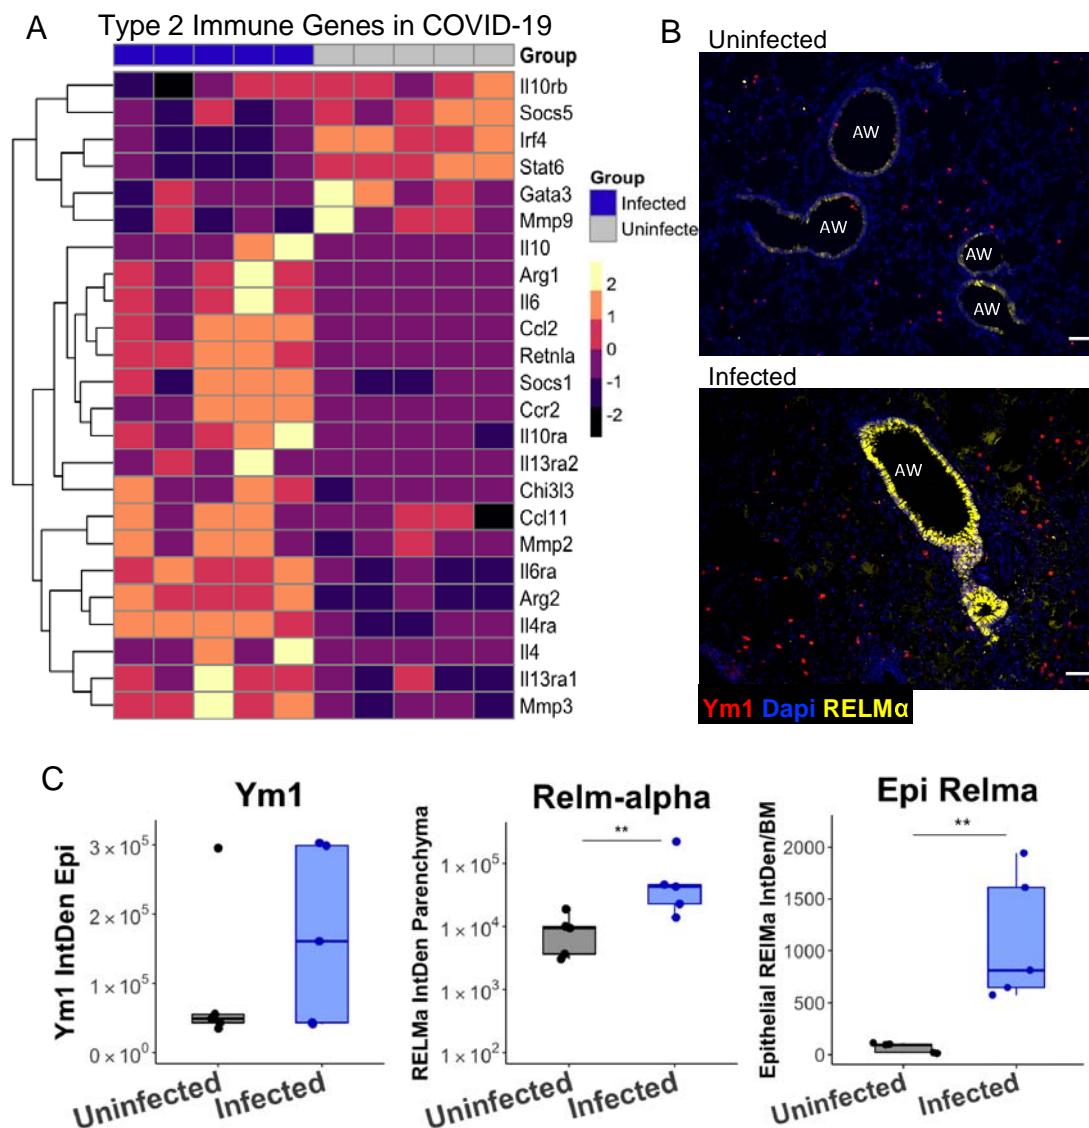 A
Type 2 Immune Genes in COVID-19
Group
Il10rb
Socs5
Irf4
Stat6
Gata3
Mmp9
Il10
Arg1
Il6
Ccl2
Retnla
Socs1
Ccr2
Il10ra
Il13ra2
Chi3l3
Ccl11
Mmp2
Il6ra
Arg2
Il4ra
Il4
Il13ra1
Mmp3
Group
Infected
Uninfecte
2
1
0
-1
-2
B
Uninfected
AW
AW
AW
AW
Infected
AW
Ym1 Dapi RELMα
C
Ym1
Ym1 IntDen Epi
3 × 10⁵
2 × 10⁵
1 × 10⁵
0 × 10⁰
Uninfected
Infected
Relm-alpha
RELMa IntDen Parenchyma
**
1 × 10⁵
1 × 10⁴
1 × 10³
1 × 10²
Uninfected
Infected
Epi Relma
Epithelial RElMa IntDen/BM
**
2000
1500
1000
500
0
Uninfected
Infected